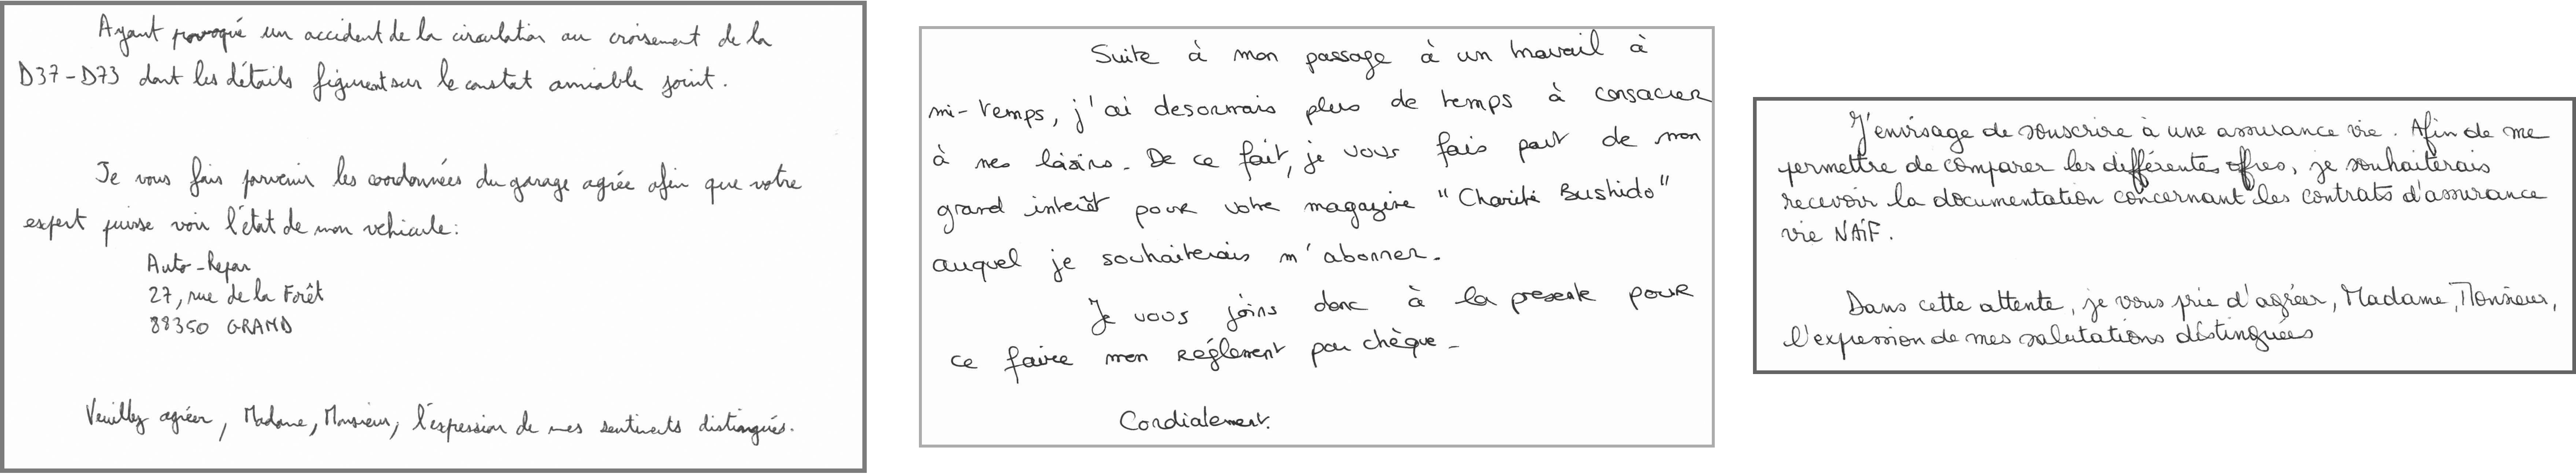 Ayant provoqué un accident de la circulation au croisement de la
D37-D73 dont les détails figurent sur le constat amiable joint.
Je vous fais parvenir les coordonnées du garage agrée afin que votre
expert puisse voir l'état de mon vehicule:
Auto-Repar
27, rue de la Forêt
88350 GRAND
Veuillez agréer, Madame, Monsieur, l'expression de mes sentiments distingués.
Suite à mon passage à un travail à
mi-temps, j'ai desormais plus de temps à consacrer
à mes loisirs. De ce fait, je vous fais part de mon
grand interêt pour votre magazine "Charité Bushido"
auquel je souhaiterais m'abonner.
Je vous joins donc à la presente pour
ce faire mon réglement par chèque.
Cordialement.
J'envisage de souscrire à une assurance vie. Afin de me
permettre de comparer les différentes offres, je souhaiterais
recevoir la documentation concernant les contrats d'assurance
vie NAÏF.
Dans cette attente, je vous prie d'agréer, Madame, Monsieur,
l'expression de mes salutations distinguées